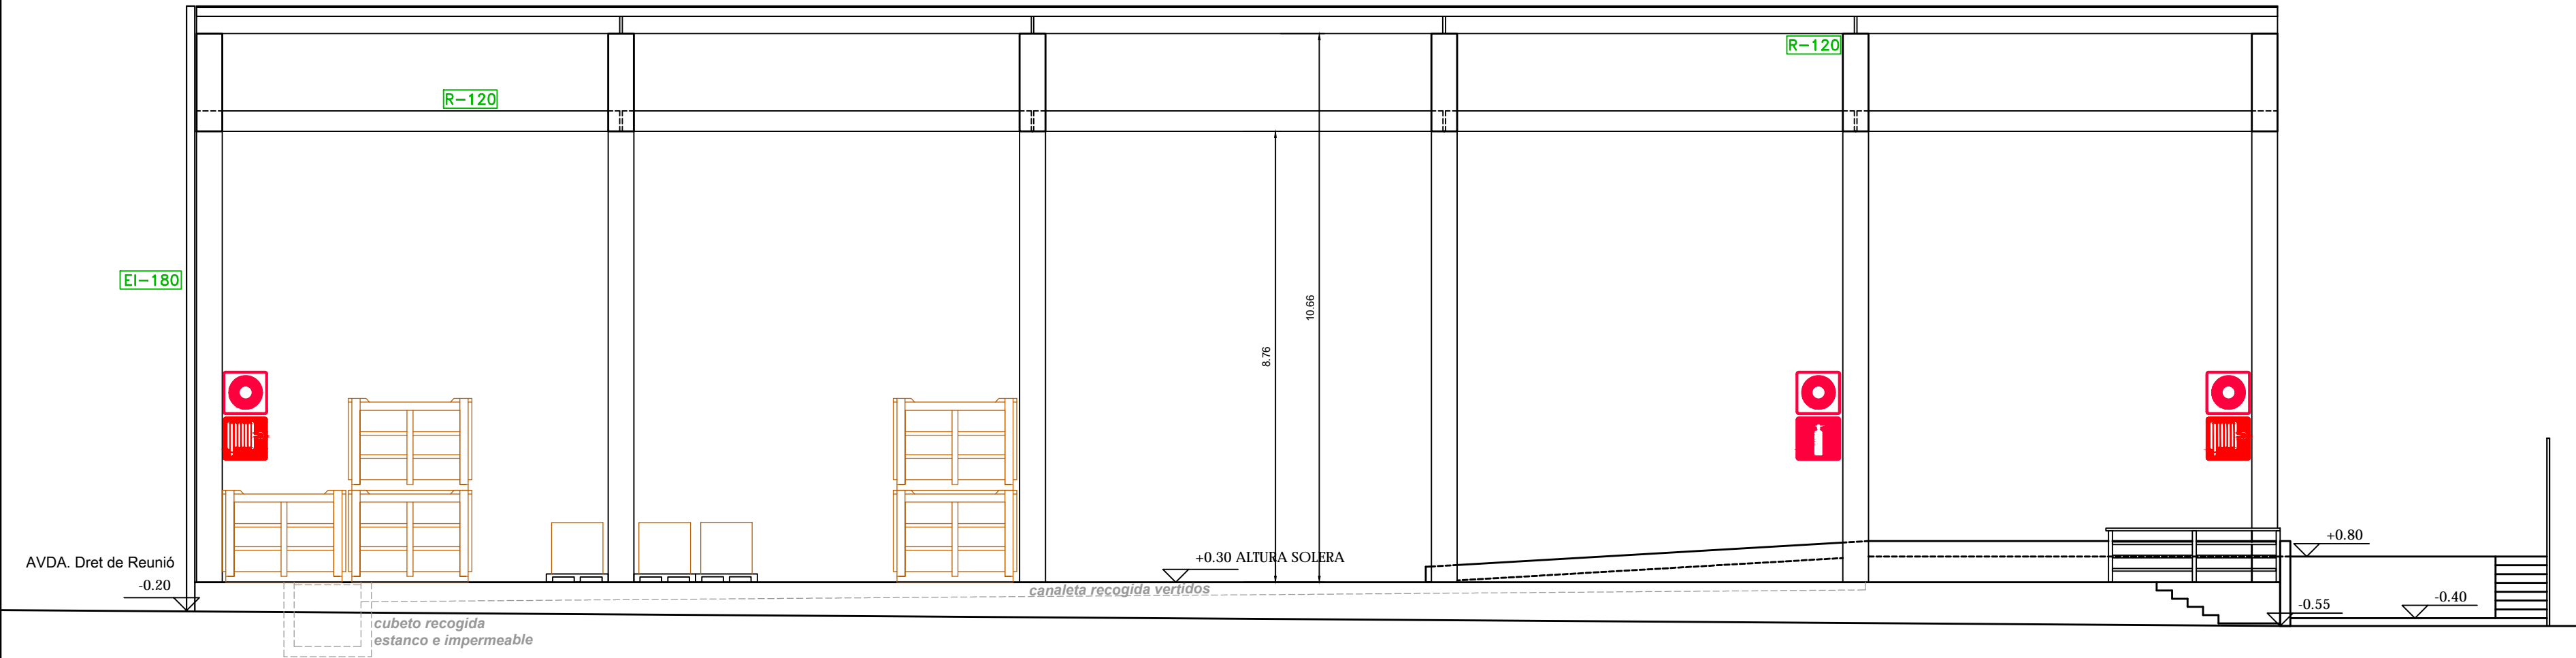 R-120
R-120
EI-180
10.66
8.76
+0.30 ALTURA SOLERA
+0.80
AVDA. Dret de Reunió
-0.20
canaleta recogida vertidos
-0.40
-0.55
cubeto recogida
estanco e impermeable